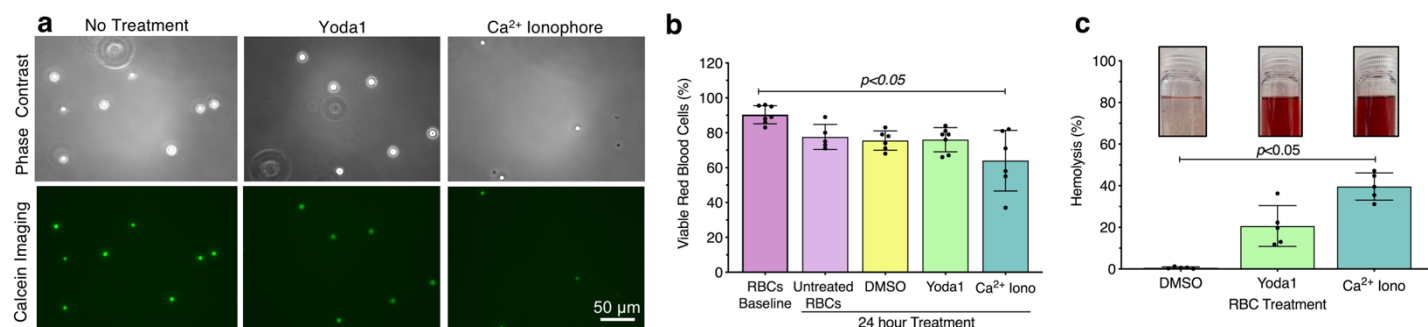 a
No Treatment
Yoda1
Ca²⁺ Ionophore
Phase Contrast
Calcein Imaging
50 µm
b
Viable Red Blood Cells (%)
120
100
80
60
40
20
0
p<0.05
RBCs Baseline
Untreated RBCs
DMSO
Yoda1
Ca²⁺ Iono
24 hour Treatment
c
Hemolysis (%)
100
80
60
40
20
0
p<0.05
DMSO
Yoda1
Ca²⁺ Iono
RBC Treatment